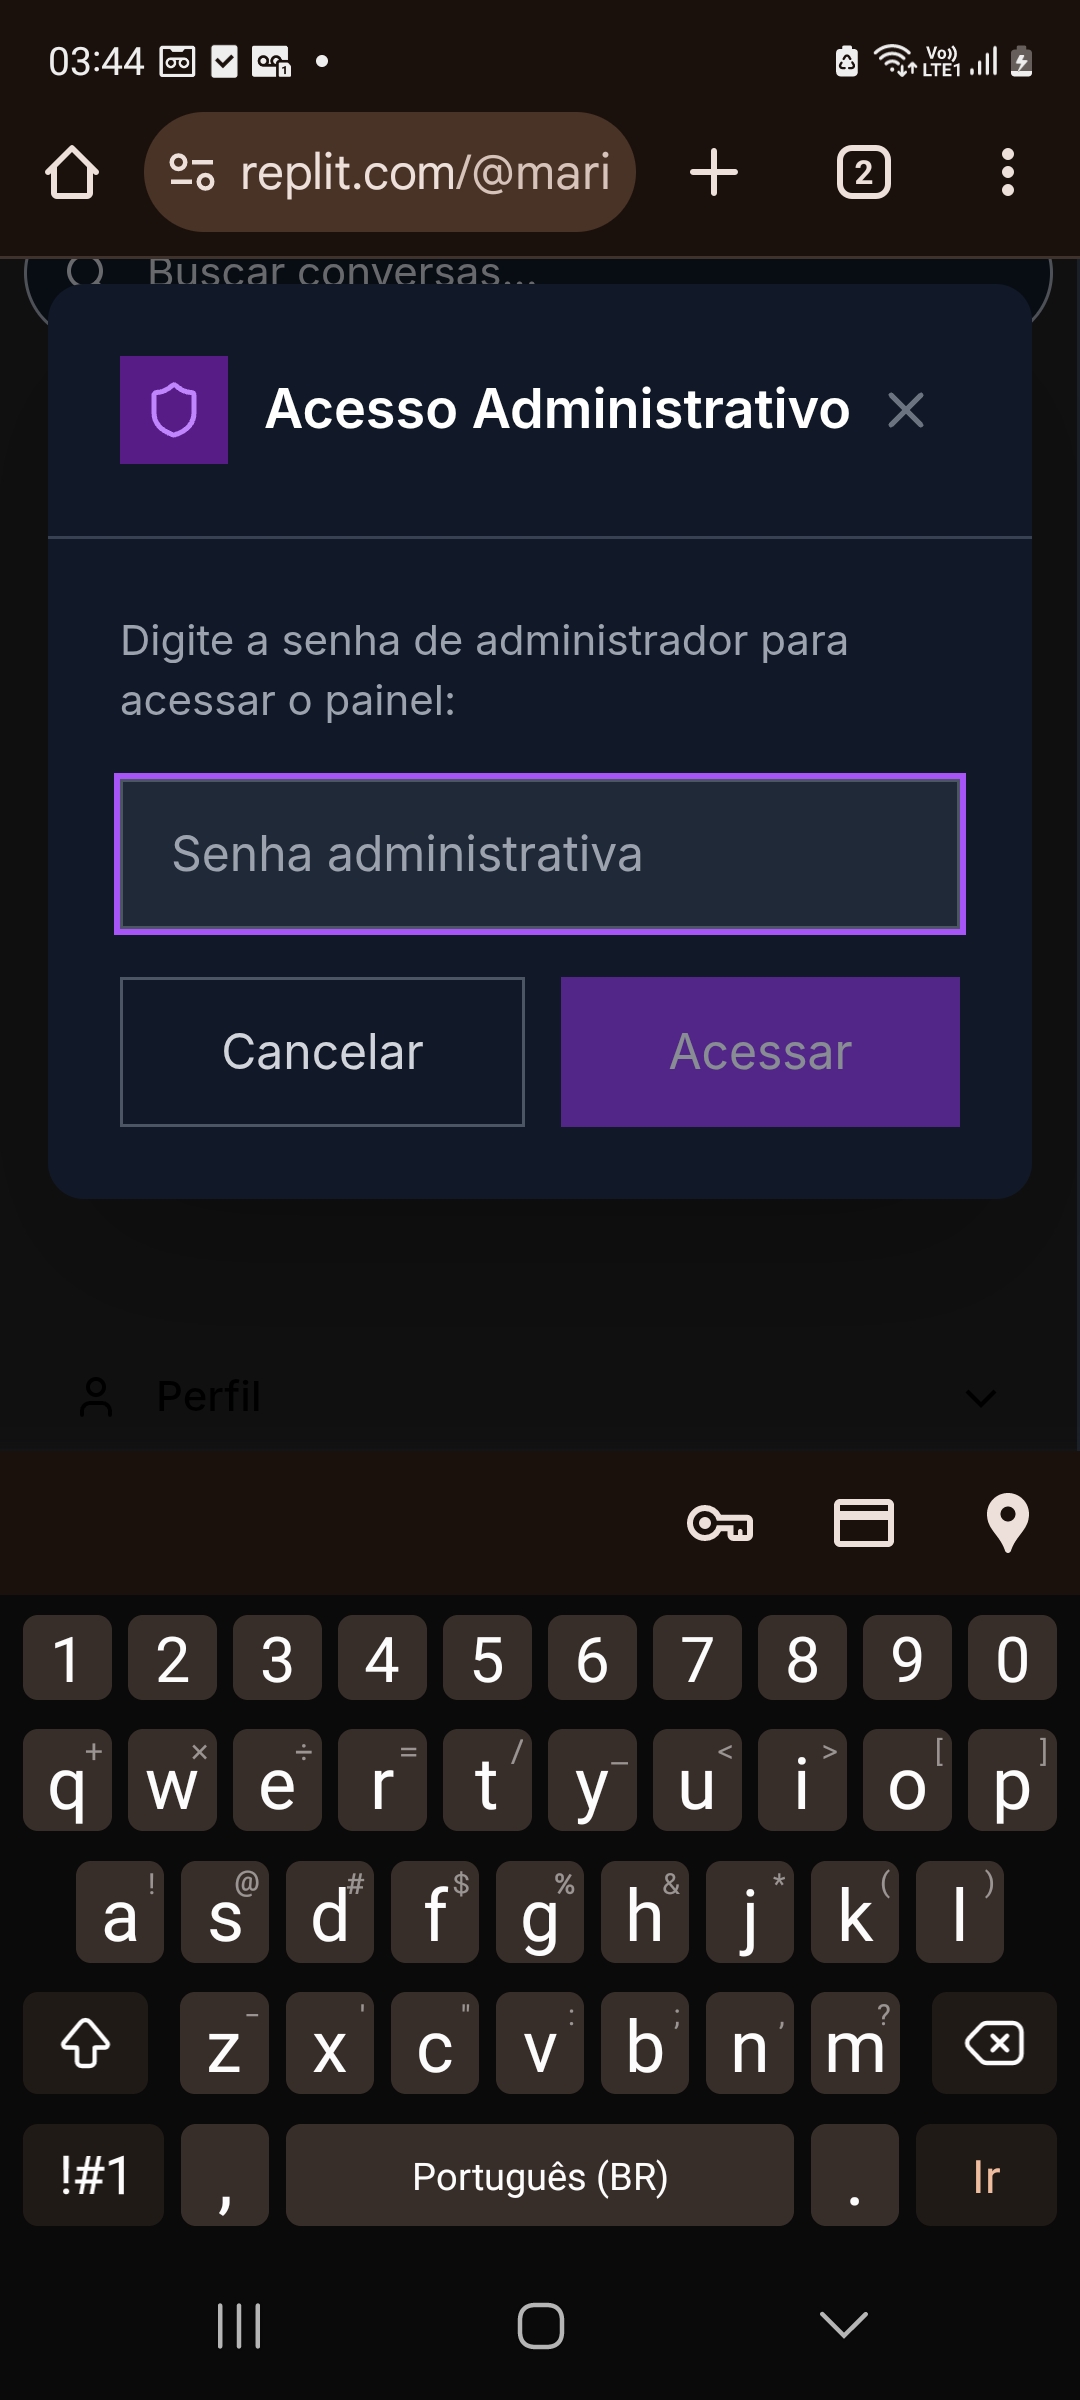 03:44
Vo)) LTE1
replit.com/@mari
2
Buscar conversas...
Acesso Administrativo
Digite a senha de administrador para
acessar o painel:
Senha administrativa
Cancelar
Acessar
Perfil
1 2 3 4 5 6 7 8 9 0
q + w × e ÷ r = t / y _ u < i > o [ p ]
a ! s @ d # f $ g % h & j * k ( l )
z - x ' c " v : b ; n , m ?
!#1 , Português (BR) . Ir